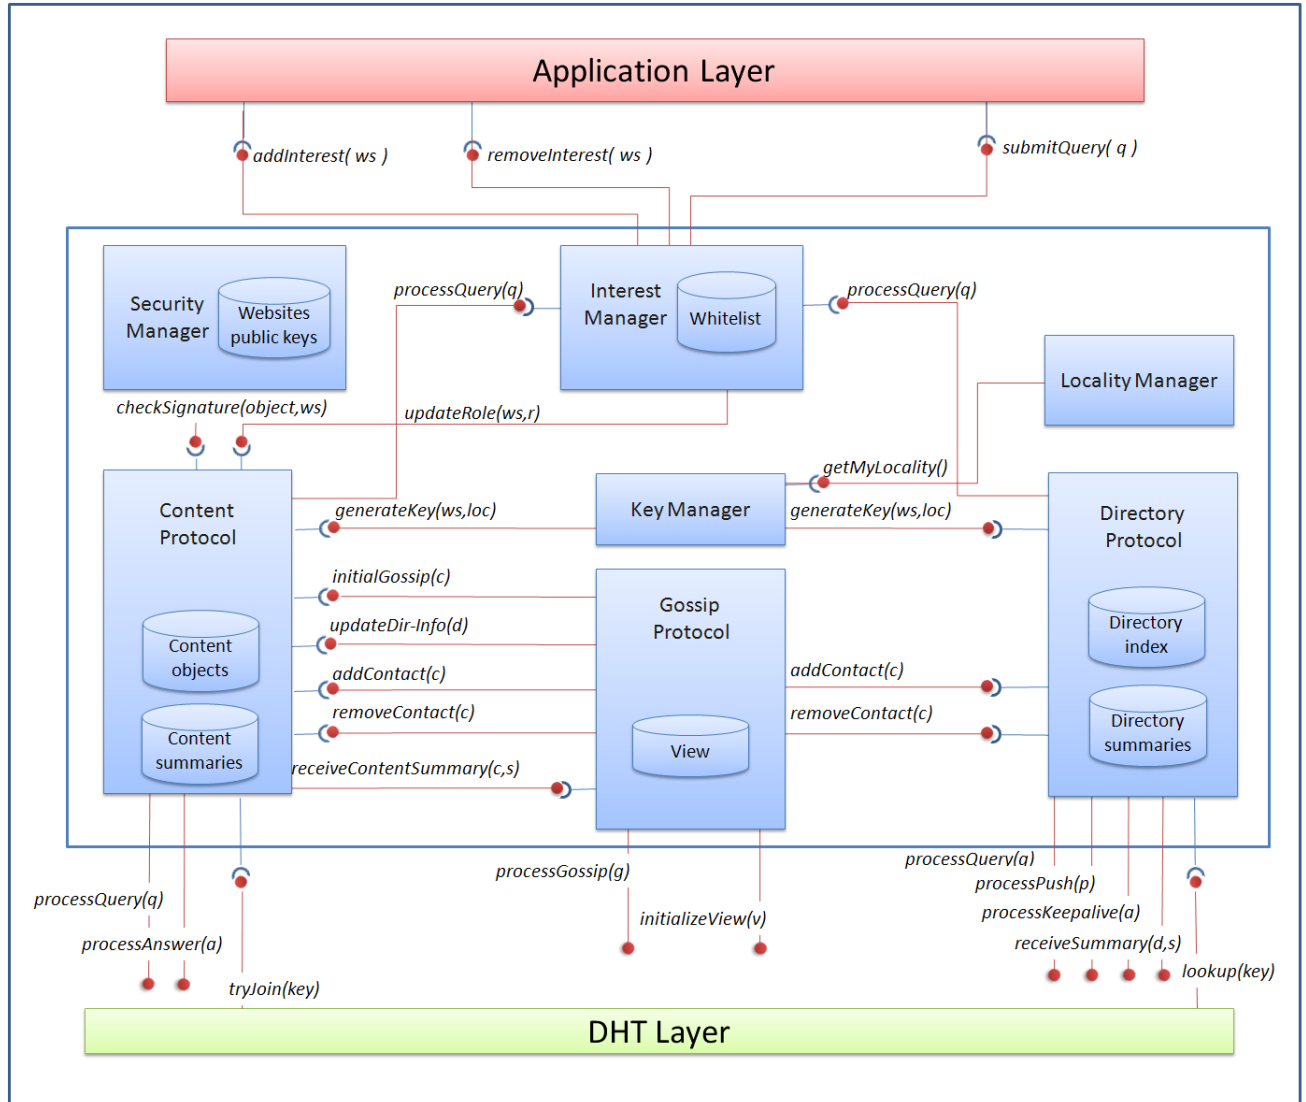 Application Layer
addInterest( ws )
removeInterest( ws )
submitQuery( q )
Security
Manager
Websites
public keys
processQuery(q)
Interest
Manager
Whitelist
processQuery(q)
Locality Manager
checkSignature(object,ws)
updateRole(ws,r)
getMyLocality()
Content
Protocol
generateKey(ws,loc)
Key Manager
generateKey(ws,loc)
Directory
Protocol
initialGossip(c)
Gossip
Protocol
updateDir-Info(d)
Content
objects
Directory
index
addContact(c)
addContact(c)
removeContact(c)
removeContact(c)
Content
summaries
View
Directory
summaries
receiveContentSummary(c,s)
processQuery(q)
processAnswer(a)
tryJoin(key)
processGossip(g)
initializeView(v)
processQuery(q)
processPush(p)
processKeepalive(a)
receiveSummary(d,s)
lookup(key)
DHT Layer